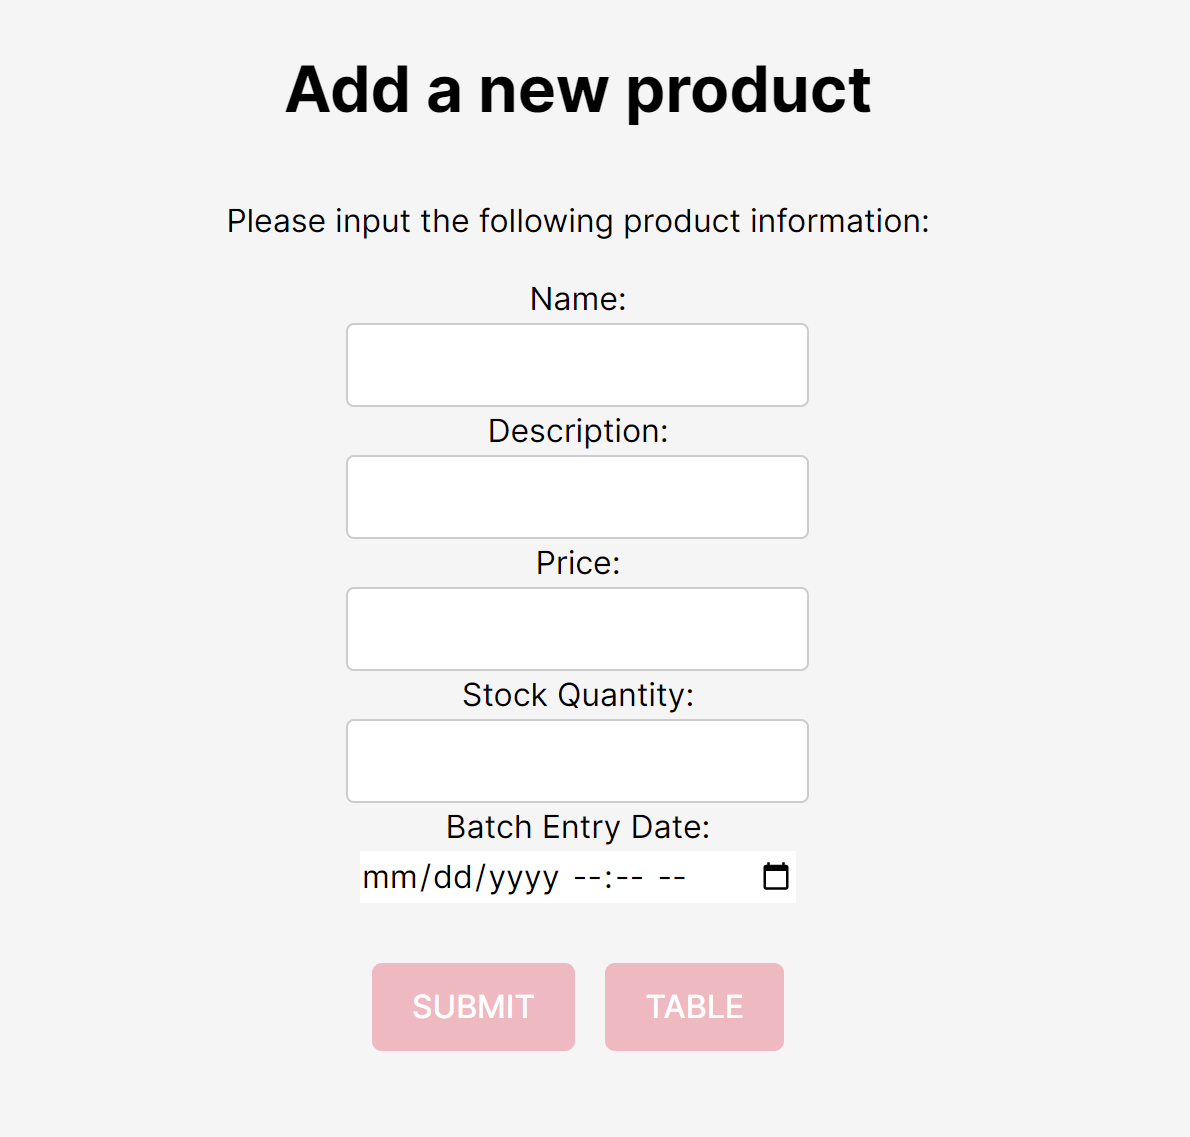 Add a new product
Please input the following product information:
Name:
Description:
Price:
Stock Quantity:
Batch Entry Date:
mm/dd/yyyy --:-- --
SUBMIT TABLE